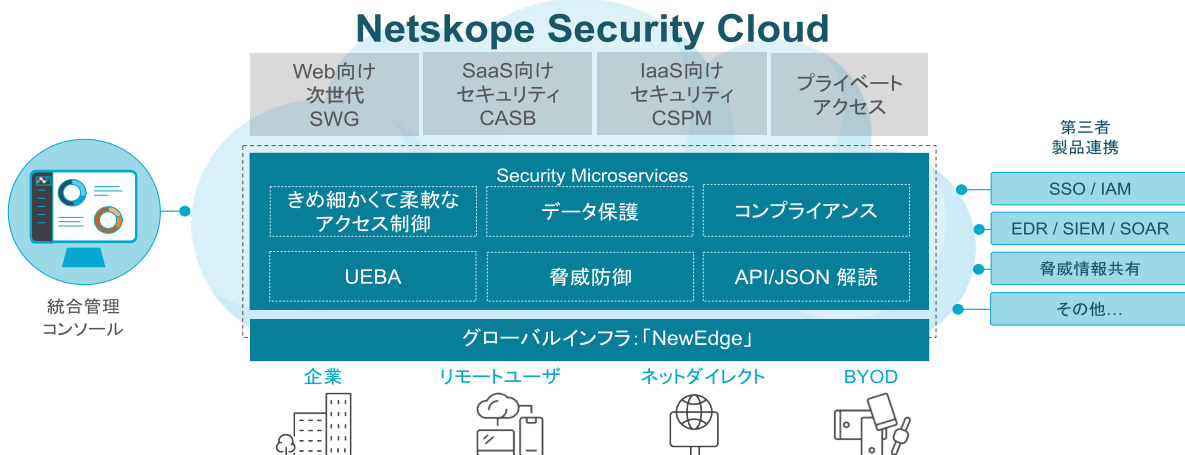 Netskope Security Cloud
Web向け
次世代
SWG
SaaS向け
セキュリティ
CASB
IaaS向け
セキュリティ
CSPM
プライベート
アクセス
第三者
製品連携
Security Microservices
きめ細かくて柔軟な
アクセス制御
データ保護
コンプライアンス
UEBA
脅威防御
API/JSON 解読
SSO / IAM
EDR / SIEM / SOAR
脅威情報共有
その他...
統合管理
コンソール
グローバルインフラ：「NewEdge」
企業
リモートユーザ
ネットダイレクト
BYOD